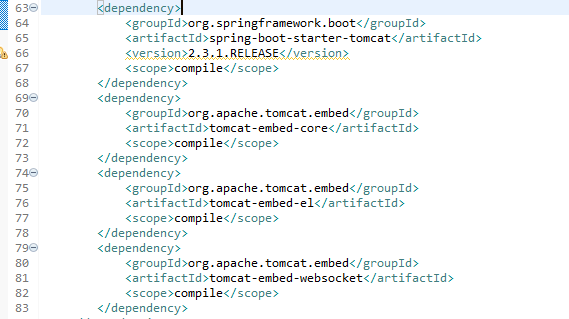 63 <dependency>
64 <groupId>org.springframework.boot</groupId>
65 <artifactId>spring-boot-starter-tomcat</artifactId>
66 <version>2.3.1.RELEASE</version>
67 <scope>compile</scope>
68 </dependency>
69 <dependency>
70 <groupId>org.apache.tomcat.embed</groupId>
71 <artifactId>tomcat-embed-core</artifactId>
72 <scope>compile</scope>
73 </dependency>
74 <dependency>
75 <groupId>org.apache.tomcat.embed</groupId>
76 <artifactId>tomcat-embed-el</artifactId>
77 <scope>compile</scope>
78 </dependency>
79 <dependency>
80 <groupId>org.apache.tomcat.embed</groupId>
81 <artifactId>tomcat-embed-websocket</artifactId>
82 <scope>compile</scope>
83 </dependency>